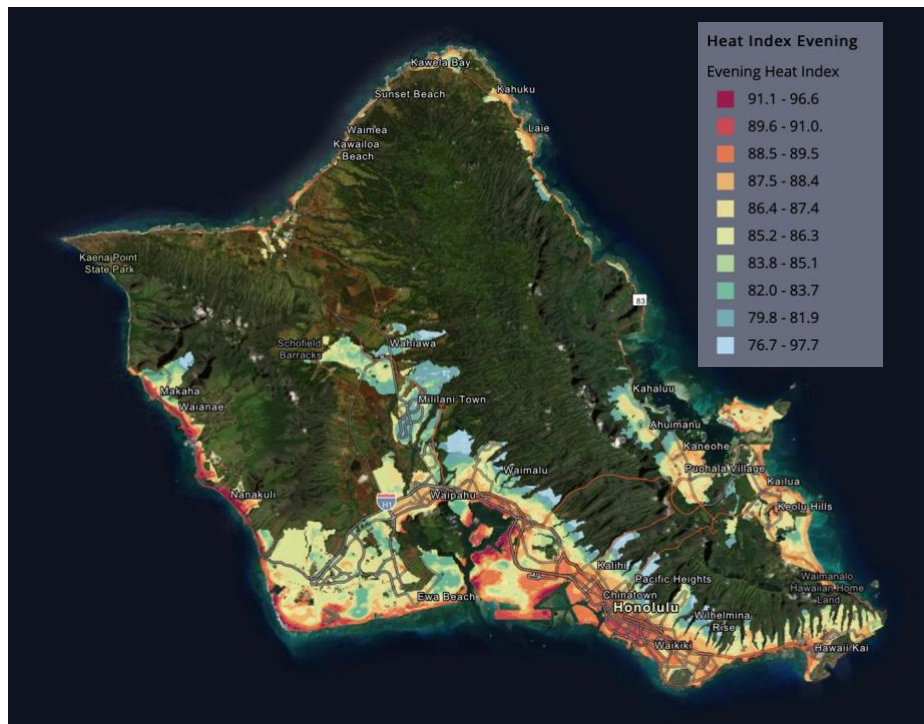 Heat Index Evening
Evening Heat Index
91.1 - 96.6
89.6 - 91.0.
88.5 - 89.5
87.5 - 88.4
86.4 - 87.4
85.2 - 86.3
83.8 - 85.1
82.0 - 83.7
79.8 - 81.9
76.7 - 97.7
Kawela Bay
Kahuku
Sunset Beach
Laie
Waimea
Kawailoa
Beach
Kaena Point
State Park
83
Schofield
Barracks
Wahiawa
Makaha
Waianae
Mililani Town
Kahaluu
Ahuimanu
Kaneohe
Waimalu
Puohala Village
Nanakuli
Waipahu
H1
Kailua
Keolu Hills
Kalihi
Pacific Heights
Waimanalo
Hawaiian Home
Land
Ewa Beach
Chinatown
Honolulu
Wilhelmina
Rise
Waikiki
Hawaii Kai